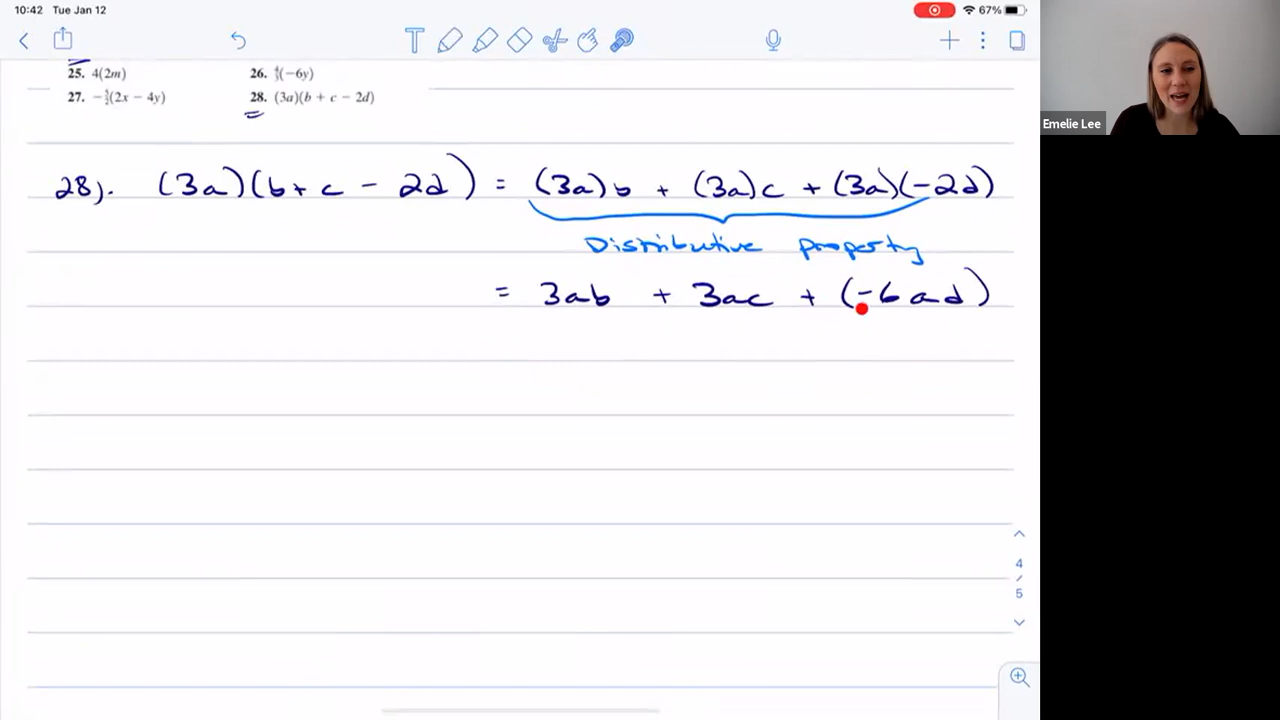 10:42 Tue Jan 12
67%
T
25. 4(2m)
26. (−6y)
27. (2x − 4y)
28. (3a)(b + c − 2d)
Emelie Lee
28). (3a)(b + c - 2d) = (3a)b + (3a)c + (3a)(-2d)
Distributive property
= 3ab + 3ac + (-6ad)
4
/
5